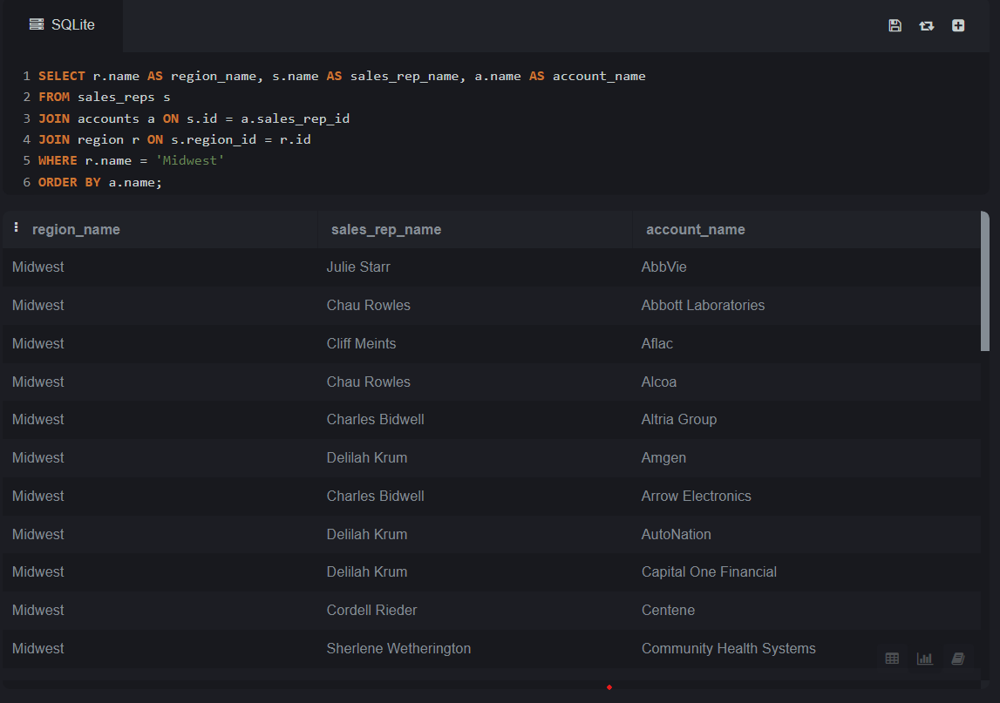 SQLite
1 SELECT r.name AS region_name, s.name AS sales_rep_name, a.name AS account_name
2 FROM sales_reps s
3 JOIN accounts a ON s.id = a.sales_rep_id
4 JOIN region r ON s.region_id = r.id
5 WHERE r.name = 'Midwest'
6 ORDER BY a.name;
region_name sales_rep_name account_name
Midwest Julie Starr AbbVie
Midwest Chau Rowles Abbott Laboratories
Midwest Cliff Meints Aflac
Midwest Chau Rowles Alcoa
Midwest Charles Bidwell Altria Group
Midwest Delilah Krum Amgen
Midwest Charles Bidwell Arrow Electronics
Midwest Delilah Krum AutoNation
Midwest Delilah Krum Capital One Financial
Midwest Cordell Rieder Centene
Midwest Sherlene Wetherington Community Health Systems